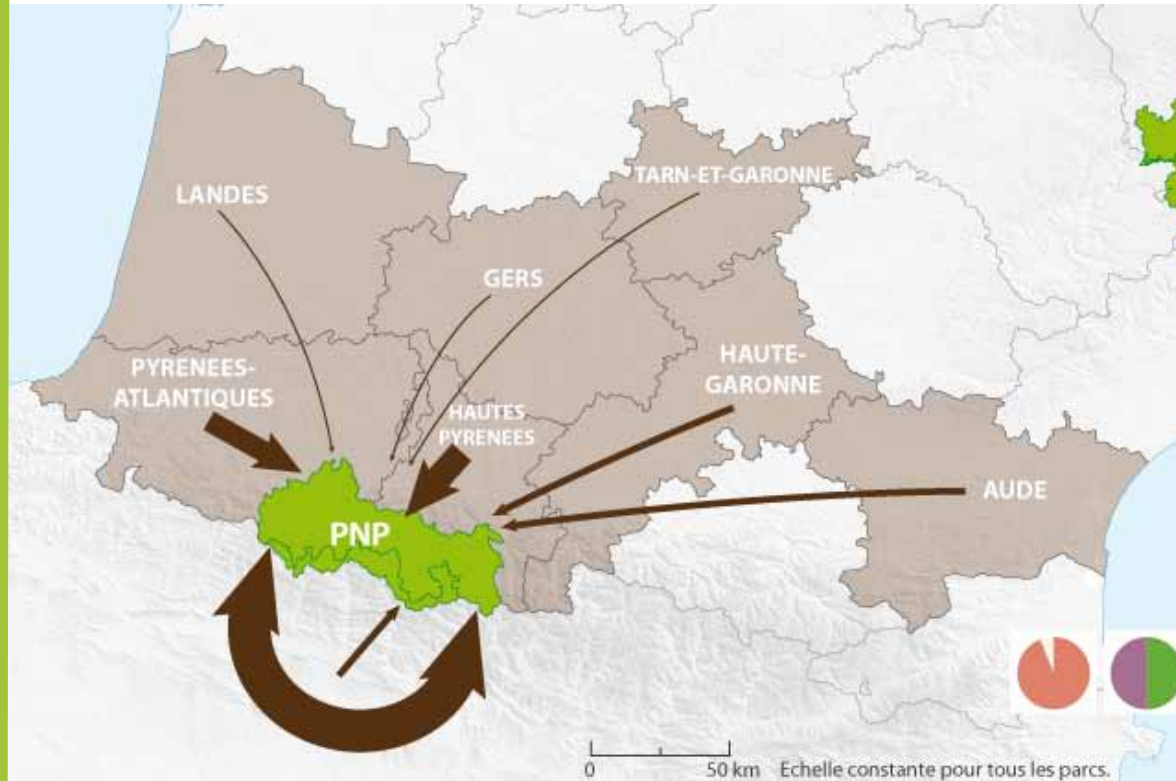 LANDES
TARN-ET-GARONNE
GERS
PYRENEES-
ATLANTIQUES
HAUTE-
GARONNE
HAUTES
PYRENÉES
AUDE
PNP
0 50 km Echelle constante pour tous les parcs.